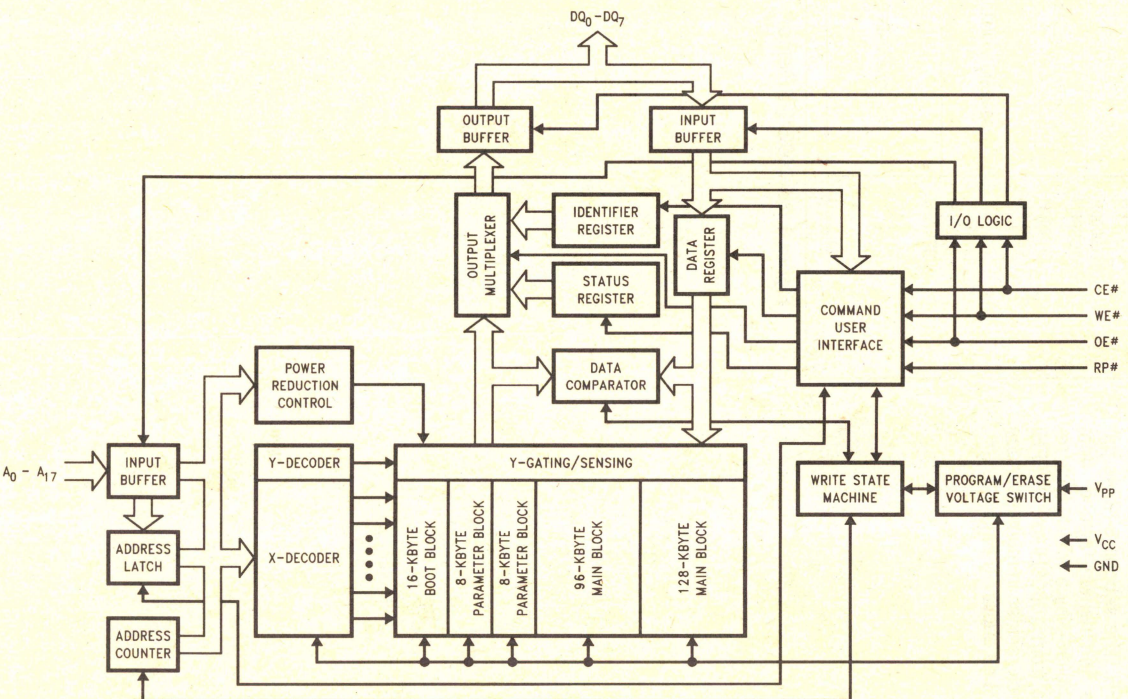 DQ0-DQ7
OUTPUT
BUFFER
INPUT
BUFFER
OUTPUT
MULTIPLEXER
IDENTIFIER
REGISTER
DATA
REGISTER
I/O LOGIC
STATUS
REGISTER
COMMAND
USER
INTERFACE
CE#
WE#
OE#
RP#
POWER
REDUCTION
CONTROL
DATA
COMPARATOR
A0 - A17
INPUT
BUFFER
Y-DECODER
Y-GATING/SENSING
WRITE STATE
MACHINE
PROGRAM/ERASE
VOLTAGE SWITCH
VPP
VCC
GND
ADDRESS
LATCH
X-DECODER
16-KBYTE
BOOT BLOCK
8-KBYTE
PARAMETER BLOCK
8-KBYTE
PARAMETER BLOCK
96-KBYTE
MAIN BLOCK
128-KBYTE
MAIN BLOCK
ADDRESS
COUNTER